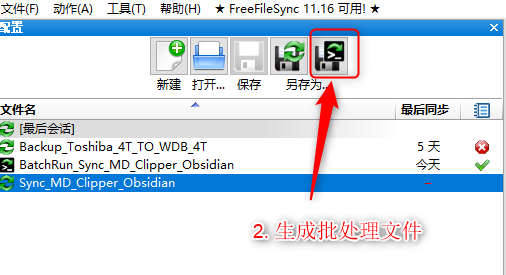 文件(F) 动作(A) 工具(T) 帮助(H) ★ FreeFileSync 11.16 可用! ★
配置
新建 打开... 保存 另存为...
文件名 最后同步
[最后会话]
Backup_Toshiba_4T_TO_WDB_4T 5 天
BatchRun_Sync_MD_Clipper_Obsidian 今天
Sync_MD_Clipper_Obsidian --
2. 生成批处理文件